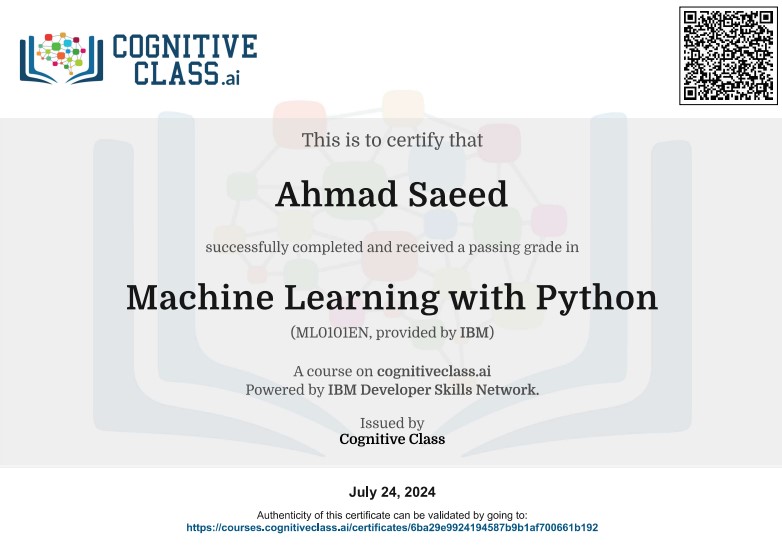 COGNITIVE
CLASS.ai
This is to certify that
Ahmad Saeed
successfully completed and received a passing grade in
Machine Learning with Python
(ML0101EN, provided by IBM)
A course on cognitiveclass.ai
Powered by IBM Developer Skills Network.
Issued by
Cognitive Class
July 24, 2024
Authenticity of this certificate can be validated by going to:
https://courses.cognitiveclass.ai/certificates/6ba29e9924194587b9b1af700661b192